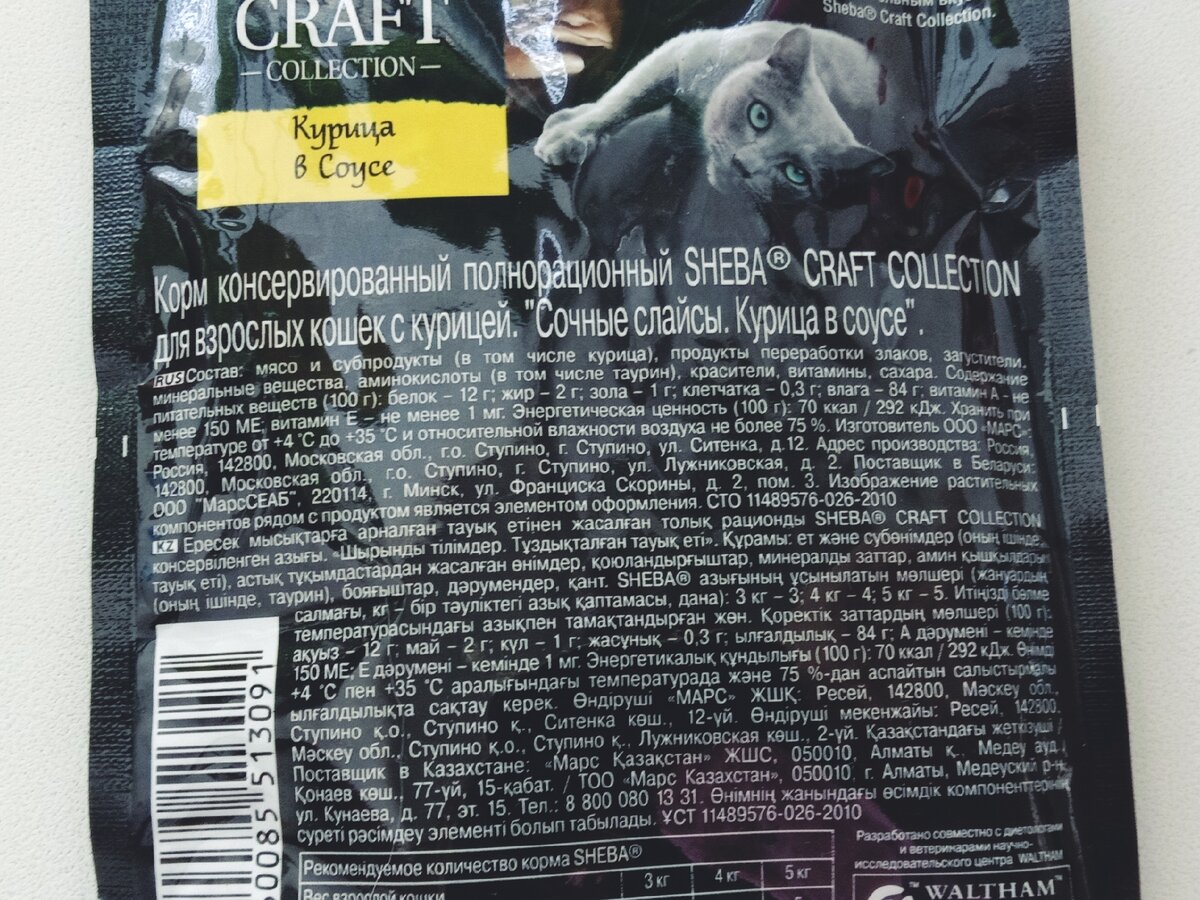 Sheba® Craft Collection.
CRAFT
COLLECTION
Курица
в Соусе
Корм консервированный полнорационный SHEBA® CRAFT COLLECTION
для взрослых кошек с курицей. "Сочные слайсы. Курица в соусе".
RUS Состав: мясо и субпродукты (в том числе курица), продукты переработки злаков, загустители,
минеральные вещества, аминокислоты (в том числе таурин), красители, витамины, сахара. Содержание
питательных веществ (100 г): белок – 12 г; жир – 2 г; зола – 1 г; клетчатка – 0,3 г; влага – 84 г; витамин А – не
менее 150 МЕ; витамин Е – не менее 1 мг. Энергетическая ценность (100 г): 70 ккал / 292 кДж. Хранить при
температуре от +4 °С до +35 °С и относительной влажности воздуха не более 75 %. Изготовитель ООО «МАРС»
Россия, 142800, Московская обл., г.о. Ступино, г. Ступино, ул. Ситенка, д.12. Адрес производства: Россия,
142800, Московская обл. г.о. Ступино, г. Ступино, ул. Лужниковская, д. 2. Поставщик в Беларуси:
ООО "МарсСЕАБ", 220114, г. Минск, ул. Франциска Скорины, д. 2, пом. 3. Изображение растительных
компонентов рядом с продуктом является элементом оформления. СТО 11489576-026-2010
KZ Ересек мысықтарға арналған тауық етінен жасалған толық рационды SHEBA® CRAFT COLLECTION
консервіленген азығы. «Шырынды тілімдер. Тұздықталған тауық еті». Құрамы: ет және субөнімдер (оның ішінде,
тауық еті), астық тұқымдастардан жасалған өнімдер, қоюландырғыштар, минералды заттар, амин қышқылдары
(оның ішінде, таурин), бояғыштар, дәрумендер, қант. SHEBA® азығының ұсынылатын мөлшері (жануардың
салмағы, кг – бір тәуліктегі азық қаптамасы, дана): 3 кг – 3; 4 кг – 4; 5 кг – 5. Итіңізді бөлме
температурасындағы азықпен тамақтандырған жөн. Қоректік заттардың мөлшері (100 г):
ақуыз – 12 г; май – 2 г; күл – 1 г; жасұнық – 0,3 г; ылғалдылық – 84 г; А дәрумені – кемінде
150 МЕ; Е дәрумені – кемінде 1 мг. Энергетикалық құндылығы (100 г): 70 ккал / 292 кДж. Өнімді
+4 °С пен +35 °С аралығындағы температурада және 75 %-дан аспайтын салыстырмалы
ылғалдылықта сақтау керек. Өндіруші «МАРС» ЖШҚ: Ресей, 142800, Мәскеу обл.,
Ступино қ.о., Ступино қ., Ситенка көш., 12-үй. Өндіруші мекенжайы: Ресей, 142800,
Мәскеу обл., Ступино қ.о., Ступино қ., Лужниковская көш., 2-үй. Қазақстандағы жеткізуші /
Поставщик в Казахстане: «Марс Қазақстан» ЖШС, 050010, Алматы қ., Медеу ауд.,
Қонаев көш., 77-үй, 15-қабат. / ТОО «Марс Казахстан», 050010, г. Алматы, Медеуский р-н,
ул. Кунаева, д. 77, эт. 15. Тел.: 8 800 080 13 31. Өнімнің жанындағы өсімдік компоненттерінің
суреті рәсімдеу элементі болып табылады. ҰСТ 11489576-026-2010
00085 513091
Рекомендуемое количество корма SHEBA®
Вес взрослой кошки 3 кг 4 кг 5 кг
Разработано совместно с диетологами
и ветеринарами научно-
исследовательского центра WALTHAM
WALTHAM™